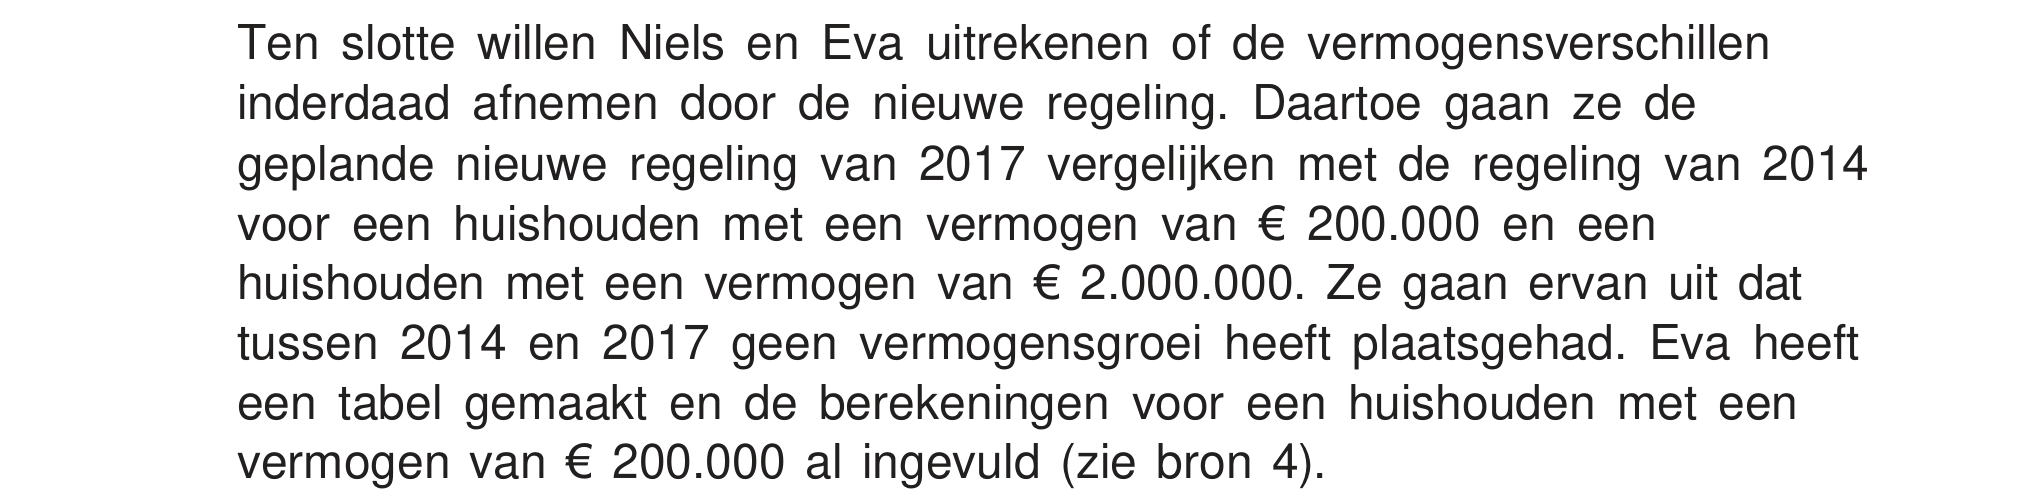 Ten slotte willen Niels en Eva uitrekenen of de vermogensverschillen
inderdaad afnemen door de nieuwe regeling. Daartoe gaan ze de
geplande nieuwe regeling van 2017 vergelijken met de regeling van 2014
voor een huishouden met een vermogen van € 200.000 en een
huishouden met een vermogen van € 2.000.000. Ze gaan ervan uit dat
tussen 2014 en 2017 geen vermogensgroei heeft plaatsgehad. Eva heeft
een tabel gemaakt en de berekeningen voor een huishouden met een
vermogen van € 200.000 al ingevuld (zie bron 4).